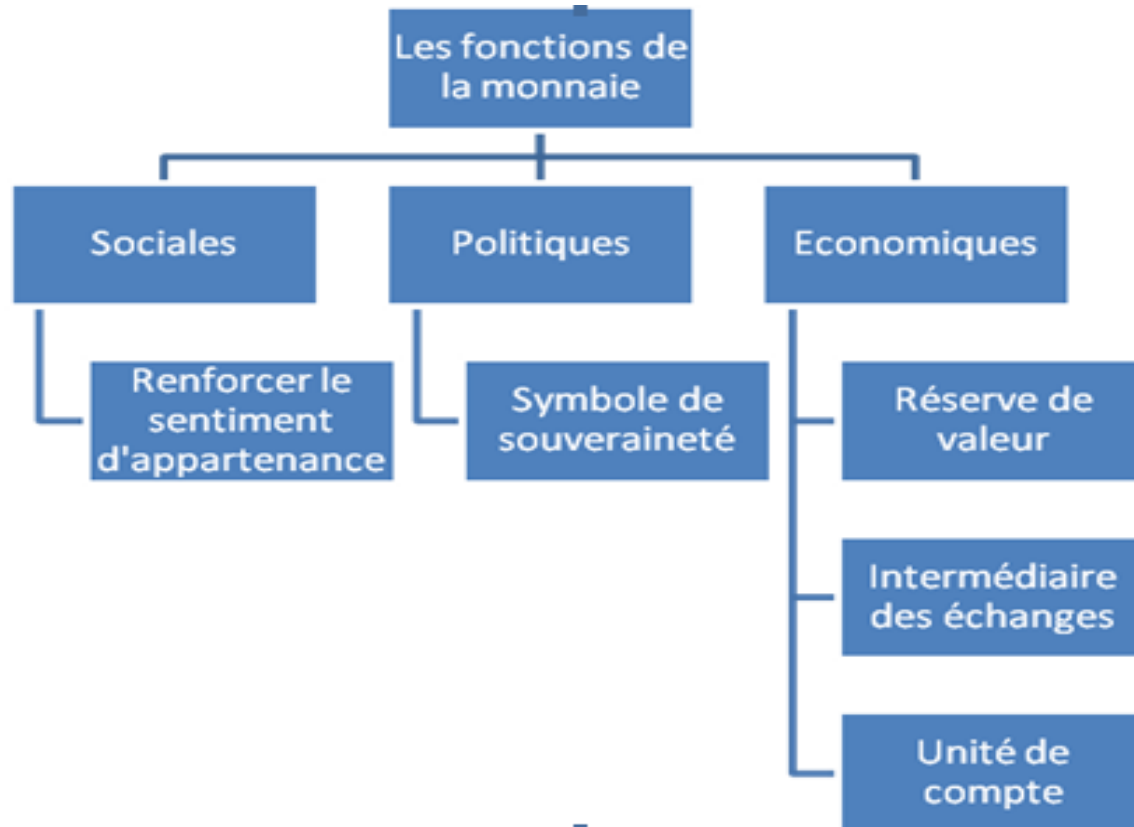 Les fonctions de
la monnaie
Sociales
Politiques
Economiques
Renforcer le
sentiment
d'appartenance
Symbole de
souveraineté
Réserve de
valeur
Intermédiaire
des échanges
Unité de
compte